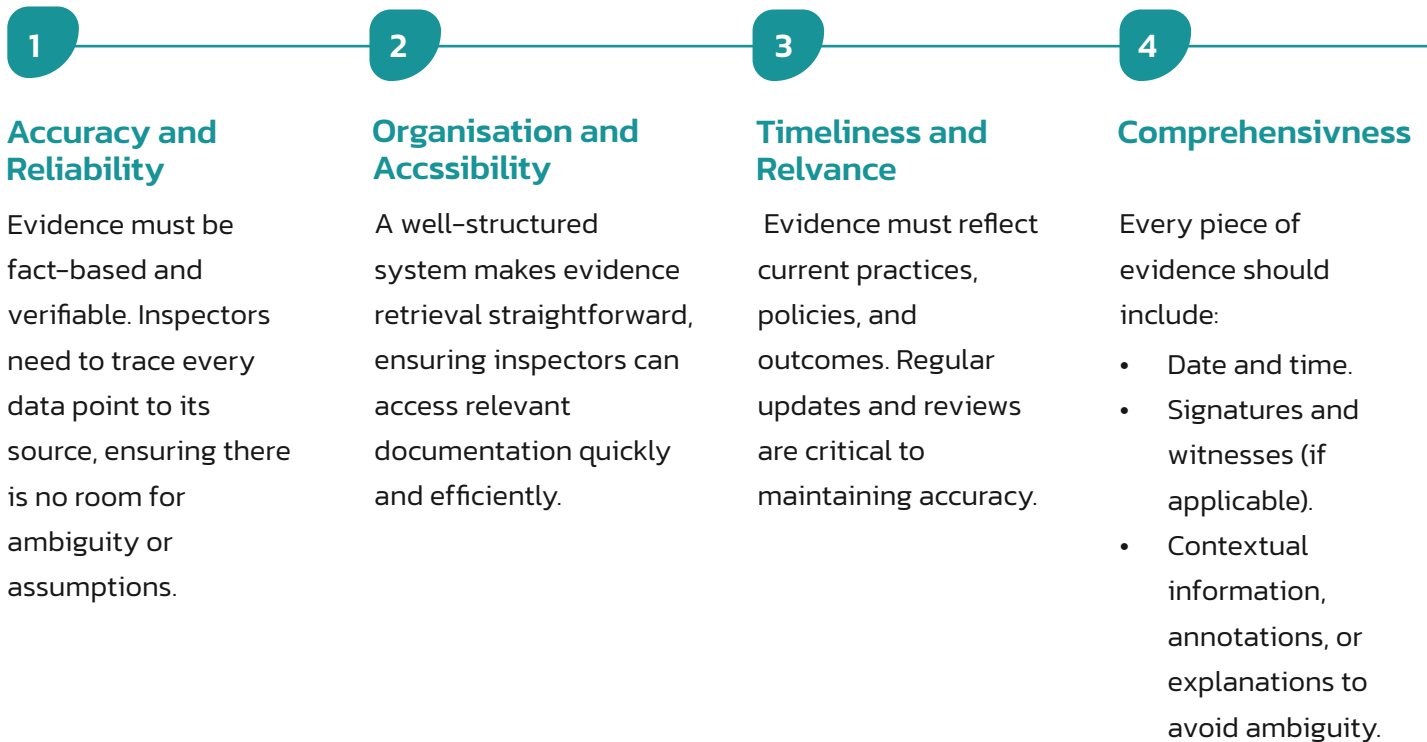 1
Accuracy and
Reliability
Evidence must be
fact-based and
verifiable. Inspectors
need to trace every
data point to its
source, ensuring there
is no room for
ambiguity or
assumptions.
2
Organisation and
Accssibility
A well-structured
system makes evidence
retrieval straightforward,
ensuring inspectors can
access relevant
documentation quickly
and efficiently.
3
Timeliness and
Relvance
Evidence must reflect
current practices,
policies, and
outcomes. Regular
updates and reviews
are critical to
maintaining accuracy.
4
Comprehensivness
Every piece of
evidence should
include:
• Date and time.
• Signatures and
witnesses (if
applicable).
• Contextual
information,
annotations, or
explanations to
avoid ambiguity.